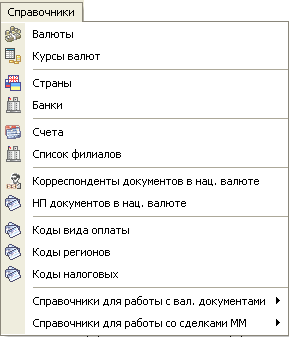 Справочники
Валюты
Курсы валют
Страны
Банки
Счета
Список филиалов
Корреспонденты документов в нац. валюте
НП документов в нац. валюте
Коды вида оплаты
Коды регионов
Коды налоговых
Справочники для работы с вал. документами
Справочники для работы со сделками ММ